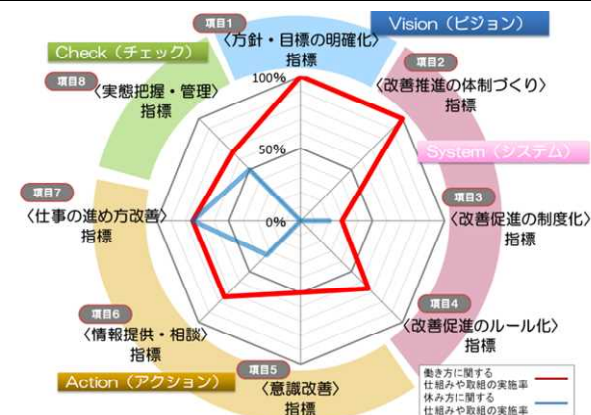 項目1
Vision（ビジョン）
〈方針・目標の明確化〉
指標
Check（チェック）
項目2
〈改善推進の体制づくり〉
指標
項目8
〈実態把握・管理〉
指標
100%
System（システム）
50%
項目7
〈仕事の進め方改善〉
指標
0%
項目3
〈改善促進の制度化〉
指標
項目6
〈情報提供・相談〉
指標
項目4
〈改善促進のルール化〉
指標
Action（アクション）
項目5
〈意識改善〉
指標
働き方に関する
仕組みや取組の実施率
休み方に関する
仕組みや取組の実施率